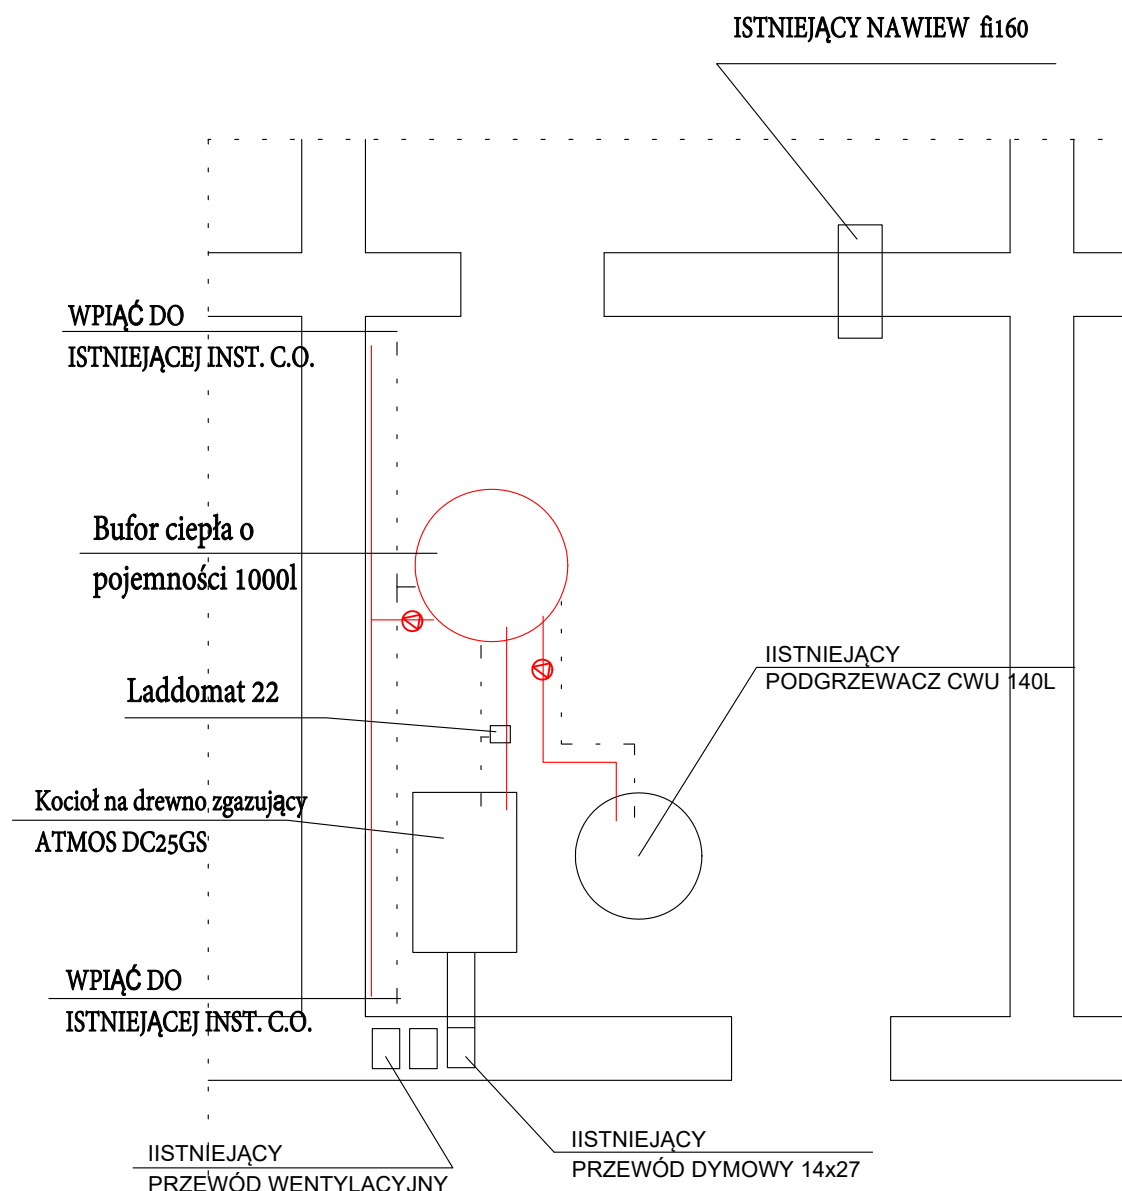 ISTNIEJĄCY NAWIEW fi160
WPIĄĆ DO
ISTNIEJĄCEJ INST. C.O.
Bufor ciepła o
pojemności 1000l
IISTNIEJĄCY
PODGRZEWACZ CWU 140L
Laddomat 22
Kocioł na drewno zgazujący
ATMOS DC25GS
WPIĄĆ DO
ISTNIEJĄCEJ INST. C.O.
IISTNIEJĄCY
PRZEWÓD WENTYLACYJNY
IISTNIEJĄCY
PRZEWÓD DYMOWY 14x27